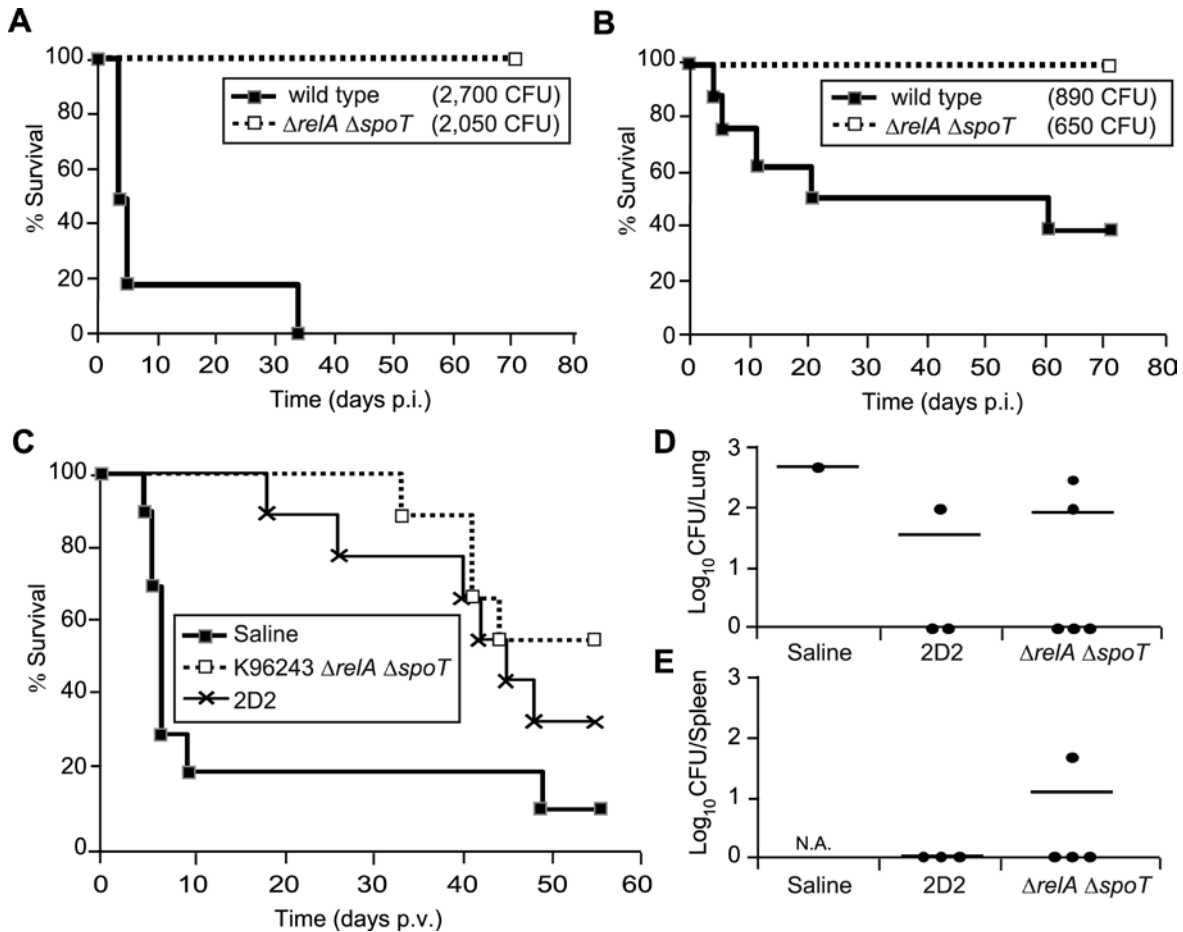 A
% Survival
100
80
60
40
20
0
wild type (2,700 CFU)
ΔrelA ΔspoT (2,050 CFU)
0 10 20 30 40 50 60 70 80
Time (days p.i.)
B
% Survival
100
80
60
40
20
0
wild type (890 CFU)
ΔrelA ΔspoT (650 CFU)
0 10 20 30 40 50 60 70 80
Time (days p.i.)
C
% Survival
100
80
60
40
20
0
Saline
K96243 ΔrelA ΔspoT
2D2
0 10 20 30 40 50 60
Time (days p.v.)
D
Log10CFU/Lung
3
2
1
0
Saline 2D2 ΔrelA ΔspoT
E
Log10CFU/Spleen
3
2
1
0
N.A.
Saline 2D2 ΔrelA ΔspoT